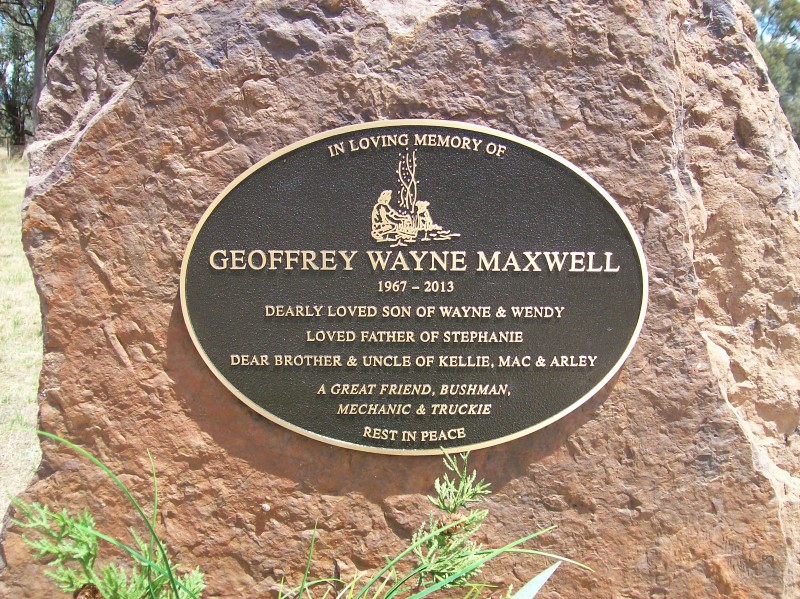 IN LOVING MEMORY OF
GEOFFREY WAYNE MAXWELL
1967 – 2013
DEARLY LOVED SON OF WAYNE & WENDY
LOVED FATHER OF STEPHANIE
DEAR BROTHER & UNCLE OF KELLIE, MAC & ARLEY
A GREAT FRIEND, BUSHMAN,
MECHANIC & TRUCKIE
REST IN PEACE